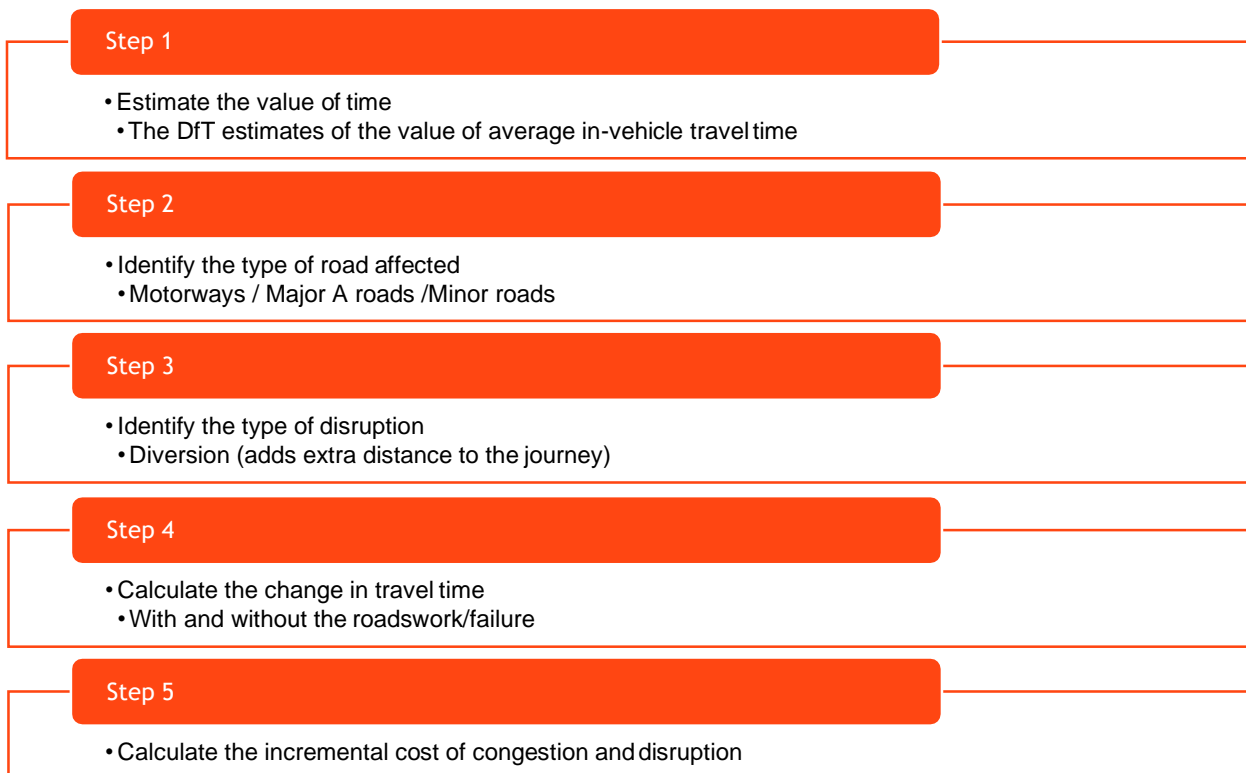 Step 1
• Estimate the value of time
• The DfT estimates of the value of average in-vehicle travel time
Step 2
• Identify the type of road affected
• Motorways / Major A roads /Minor roads
Step 3
• Identify the type of disruption
• Diversion (adds extra distance to the journey)
Step 4
• Calculate the change in travel time
• With and without the roadswork/failure
Step 5
• Calculate the incremental cost of congestion and disruption